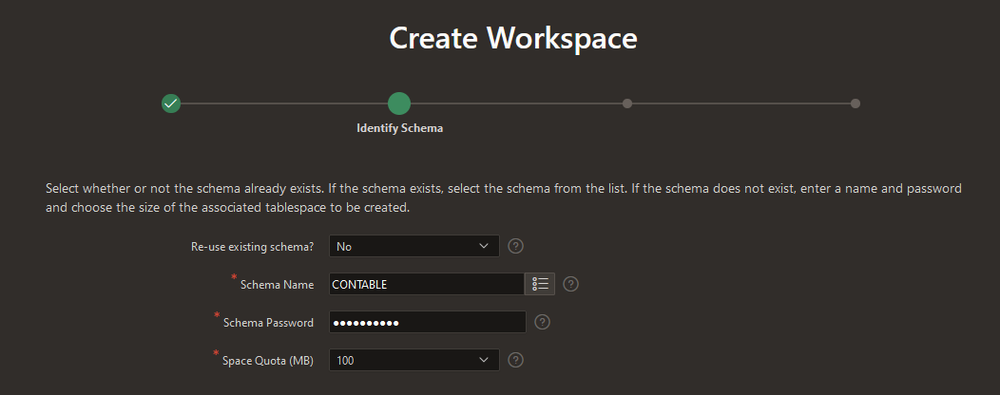 Create Workspace
Identify Schema
Select whether or not the schema already exists. If the schema exists, select the schema from the list. If the schema does not exist, enter a name and password
and choose the size of the associated tablespace to be created.
Re-use existing schema? No ?
* Schema Name CONTABLE ?
* Schema Password •••••••••• ?
* Space Quota (MB) 100 ?